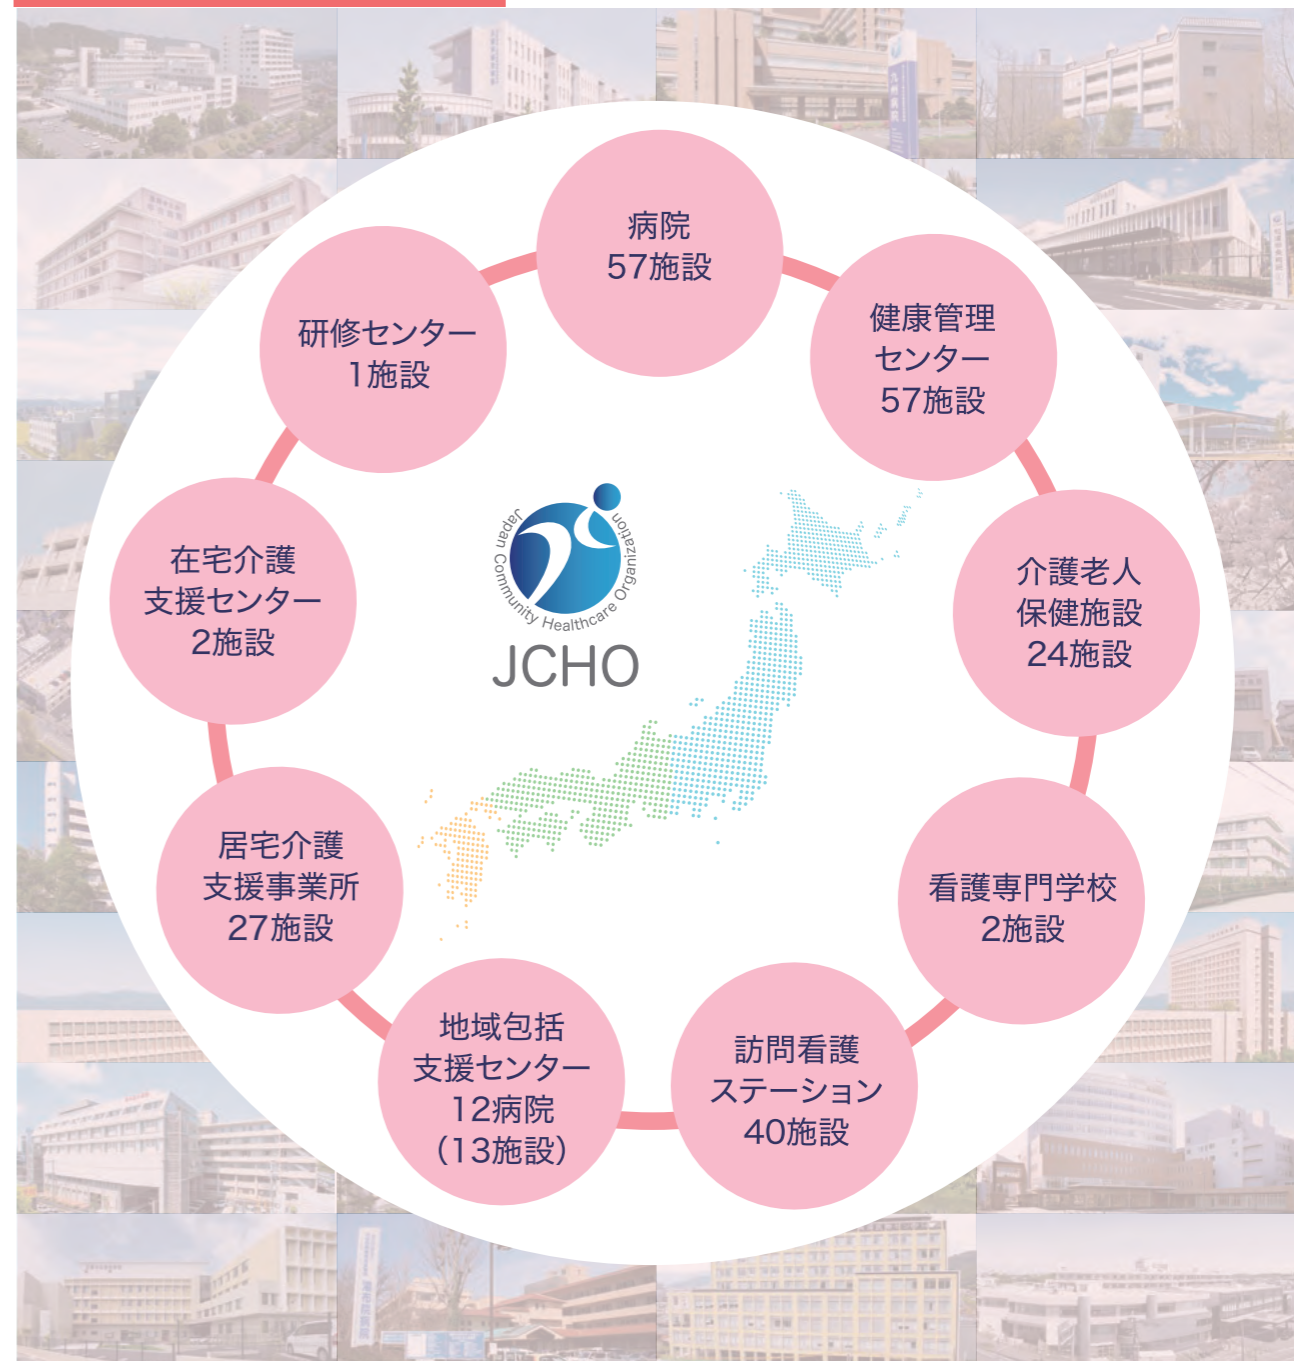 病院
57施設
健康管理
センター
57施設
介護老人
保健施設
24施設
看護専門学校
2施設
訪問看護
ステーション
40施設
地域包括
支援センター
12病院
（13施設）
居宅介護
支援事業所
27施設
在宅介護
支援センター
2施設
研修センター
1施設
Japan Community Healthcare Organization
JCHO
九州病院